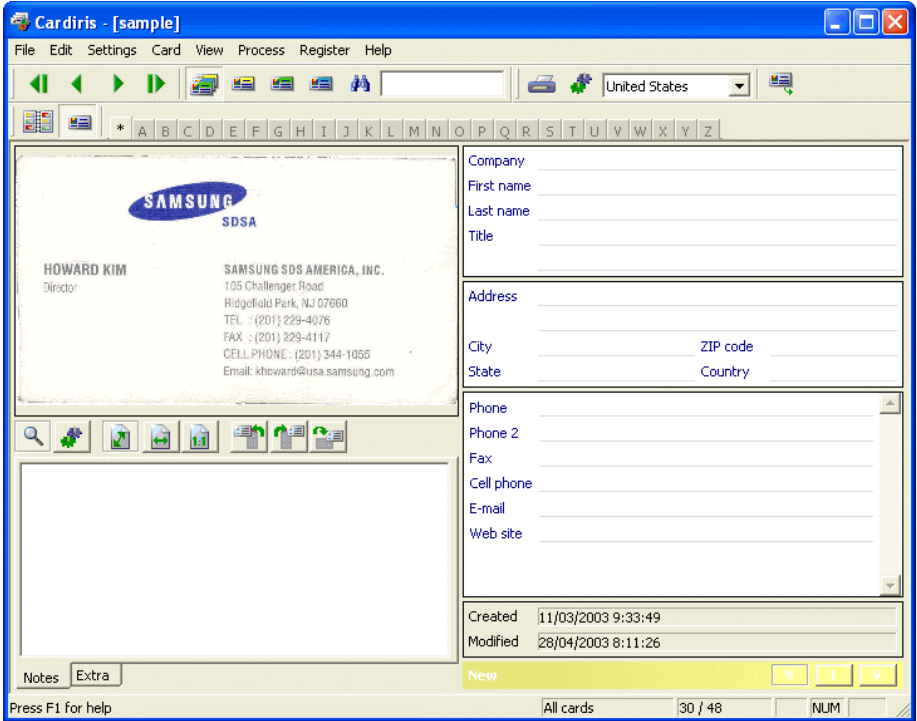 Cardiris - [sample]
File Edit Settings Card View Process Register Help
United States
* A B C D E F G H I J K L M N O P Q R S T U V W X Y Z
SAMSUNG
SDSA
HOWARD KIM
Director
SAMSUNG SDS AMERICA, INC.
105 Challenger Road
Ridgefield Park, NJ 07660
TEL : (201) 229-4076
FAX : (201) 229-4117
CELL PHONE : (201) 344-1055
Email: khoward@usa.samsung.com
Company
First name
Last name
Title
Address
City ZIP code
State Country
Phone
Phone 2
Fax
Cell phone
E-mail
Web site
1:1
Created 11/03/2003 9:33:49
Modified 28/04/2003 8:11:26
Notes Extra
New N I V
Press F1 for help All cards 30 / 48 NUM